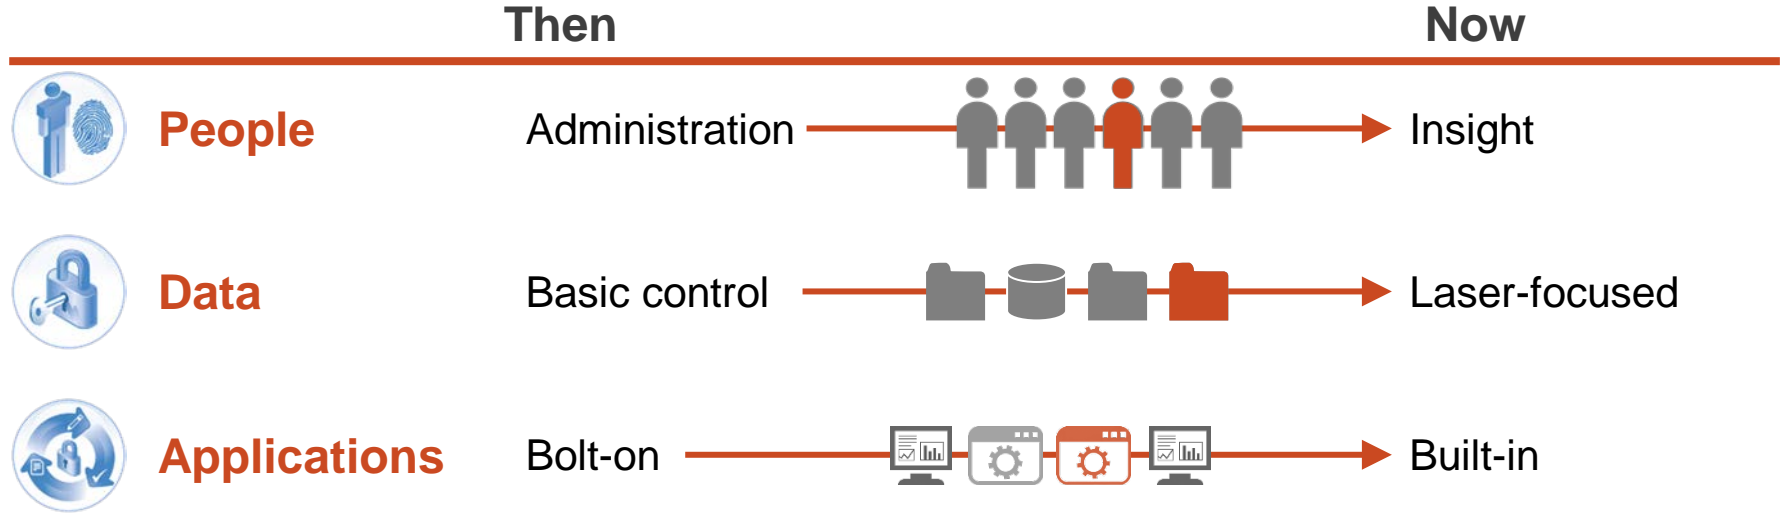 Then Now
People Administration Insight
Data Basic control Laser-focused
Applications Bolt-on Built-in